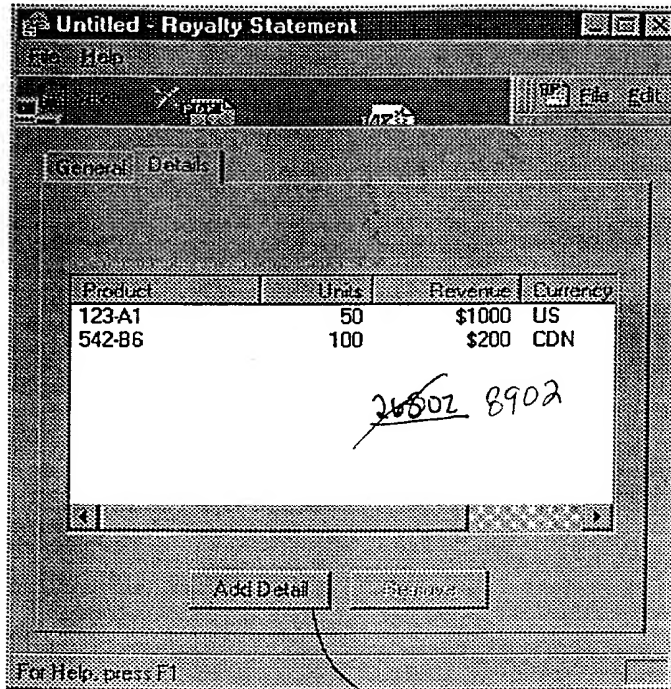 Untitled - Royalty Statement
File Help
File Edit
General Details
Product Units Revenue Currency
123-A1 50 $1000 US
542-B6 100 $200 CDN
26802 8902
Add Detail Remove
For Help, press F1